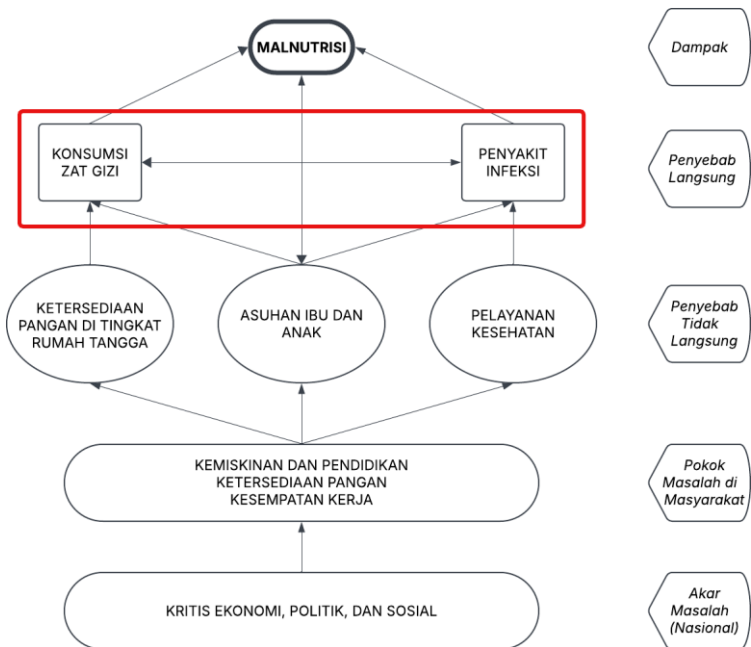 MALNUTRISI
Dampak
KONSUMSI
ZAT GIZI
PENYAKIT
INFEKSI
Penyebab
Langsung
KETERSEDIAAN
PANGAN DI TINGKAT
RUMAH TANGGA
ASUHAN IBU DAN
ANAK
PELAYANAN
KESEHATAN
Penyebab
Tidak
Langsung
KEMISKINAN DAN PENDIDIKAN
KETERSEDIAAN PANGAN
KESEMPATAN KERJA
Pokok
Masalah di
Masyarakat
KRITIS EKONOMI, POLITIK, DAN SOSIAL
Akar
Masalah
(Nasional)